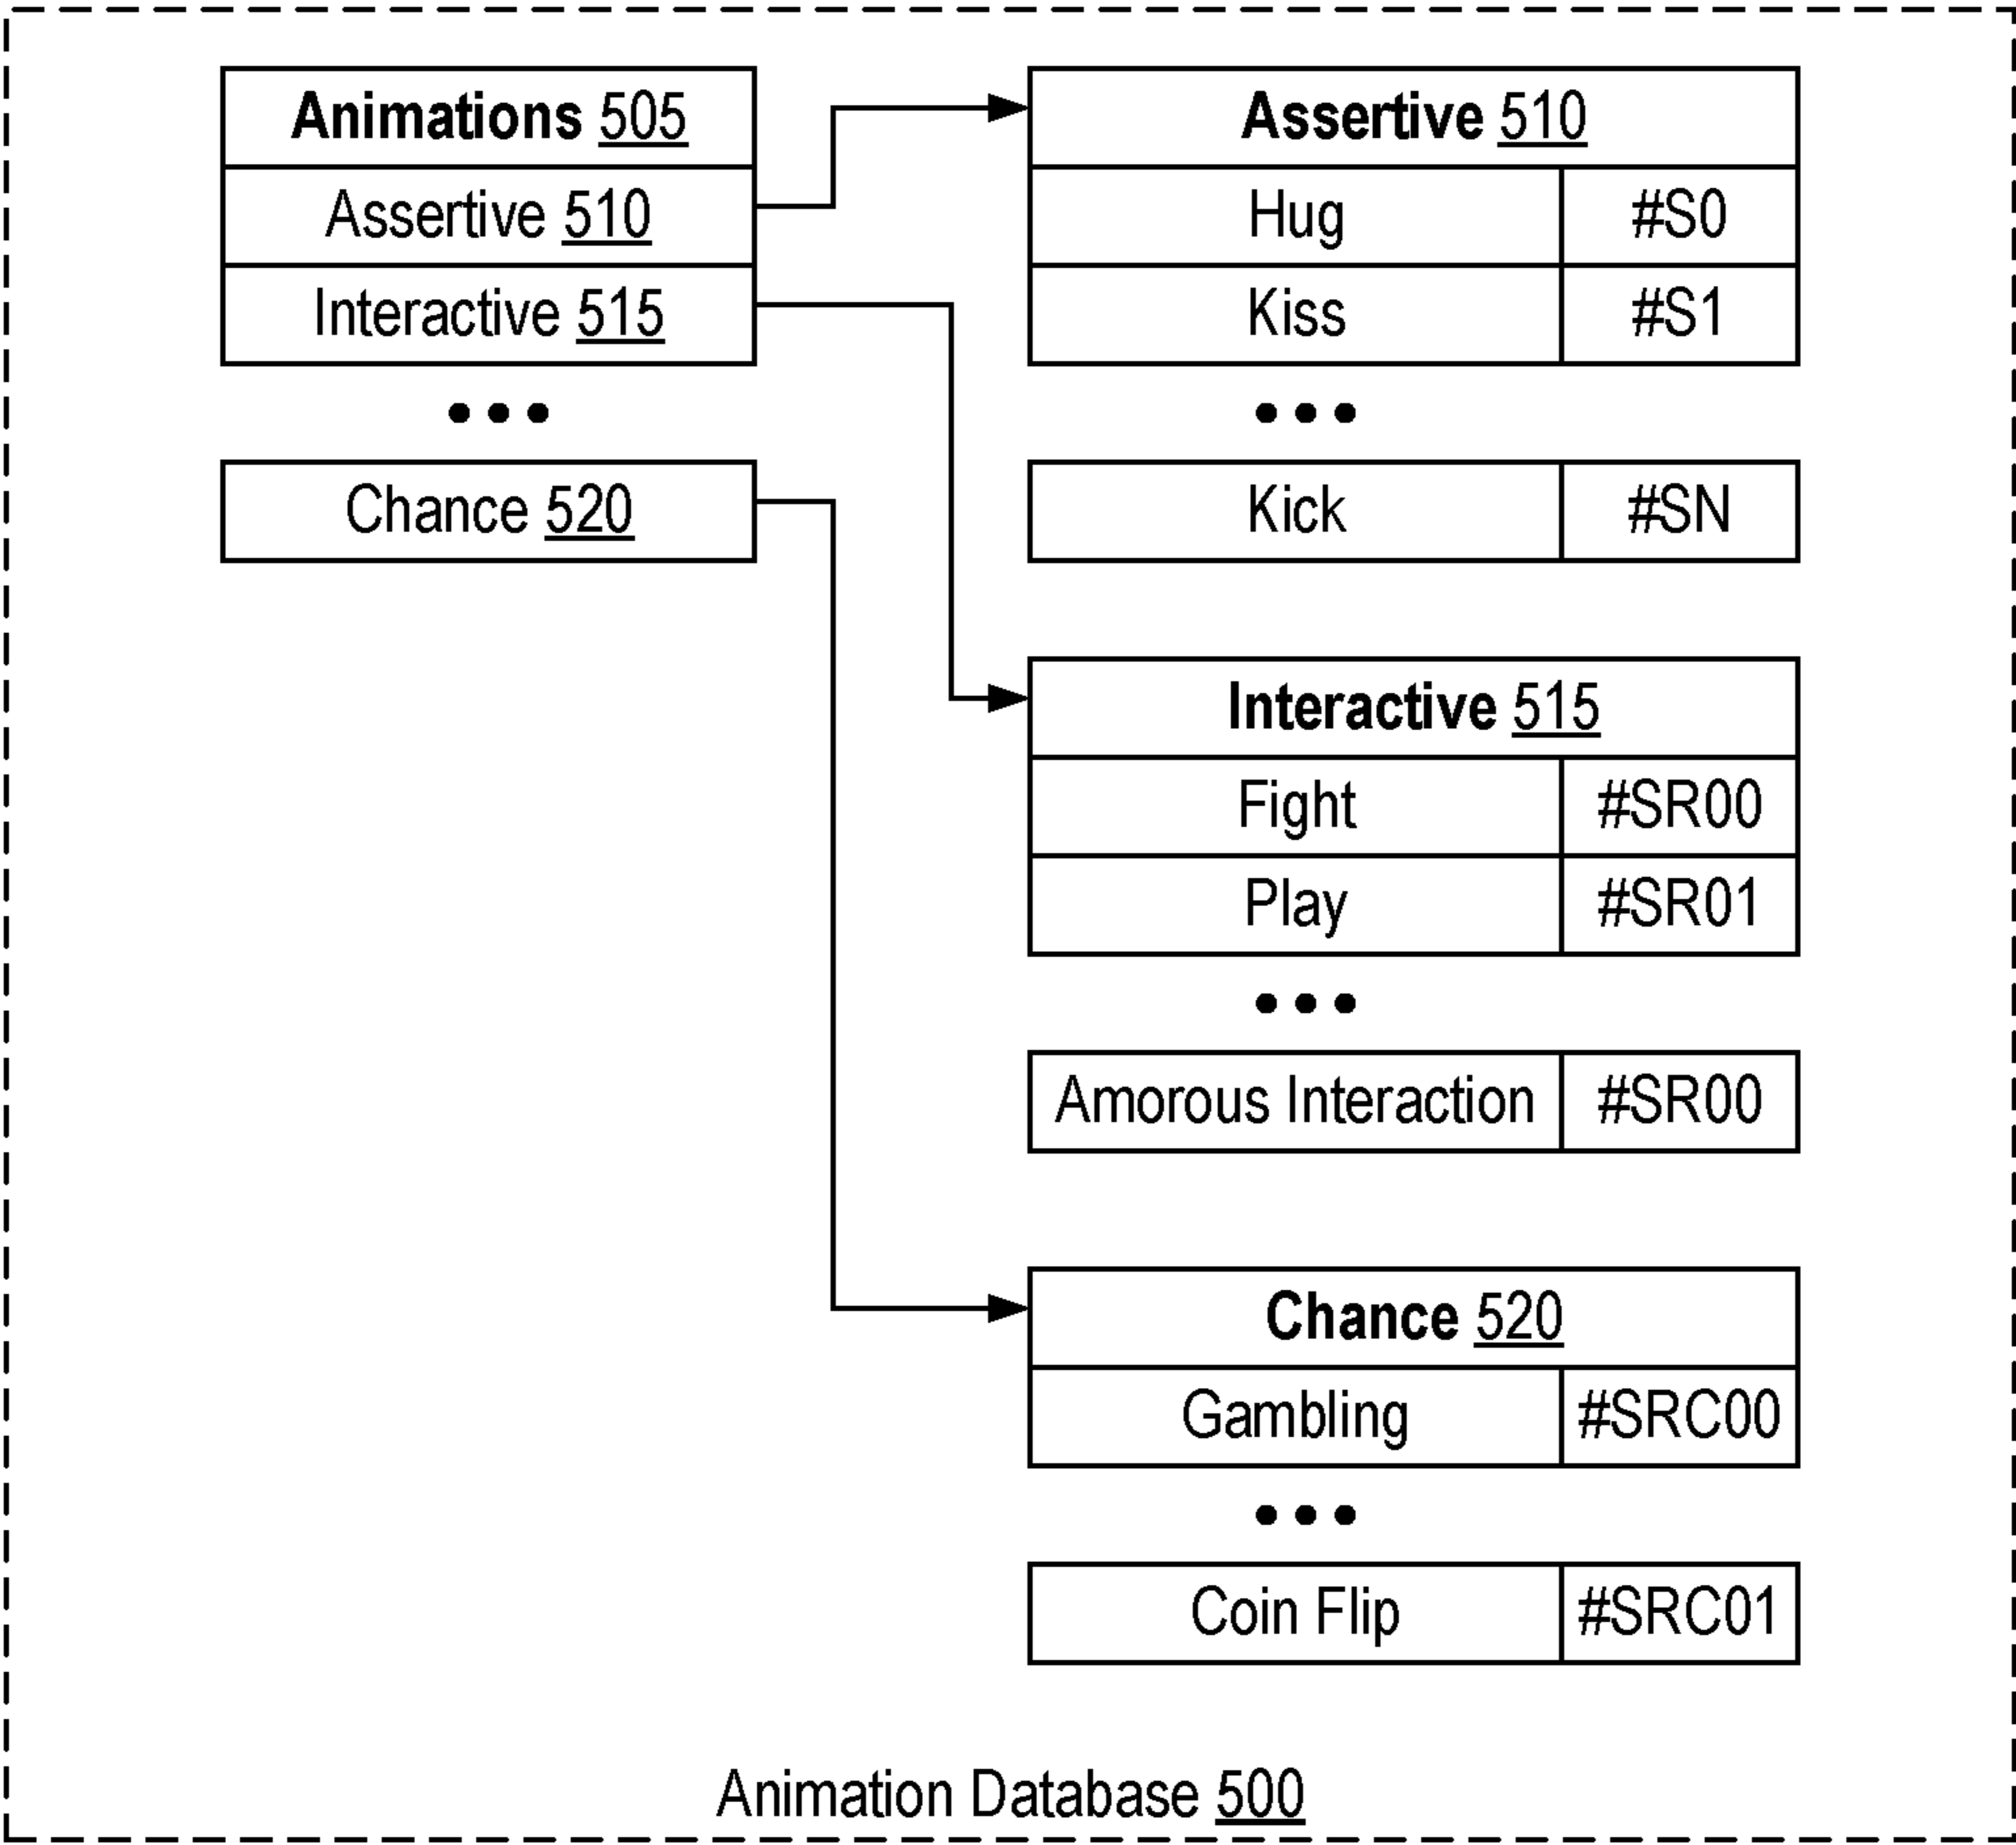 Animations 505
Assertive 510
Interactive 515
•••
Chance 520
Assertive 510
Hug #S0
Kiss #S1
•••
Kick #SN
Interactive 515
Fight #SR00
Play #SR01
•••
Amorous Interaction #SR00
Chance 520
Gambling #SRC00
•••
Coin Flip #SRC01
Animation Database 500